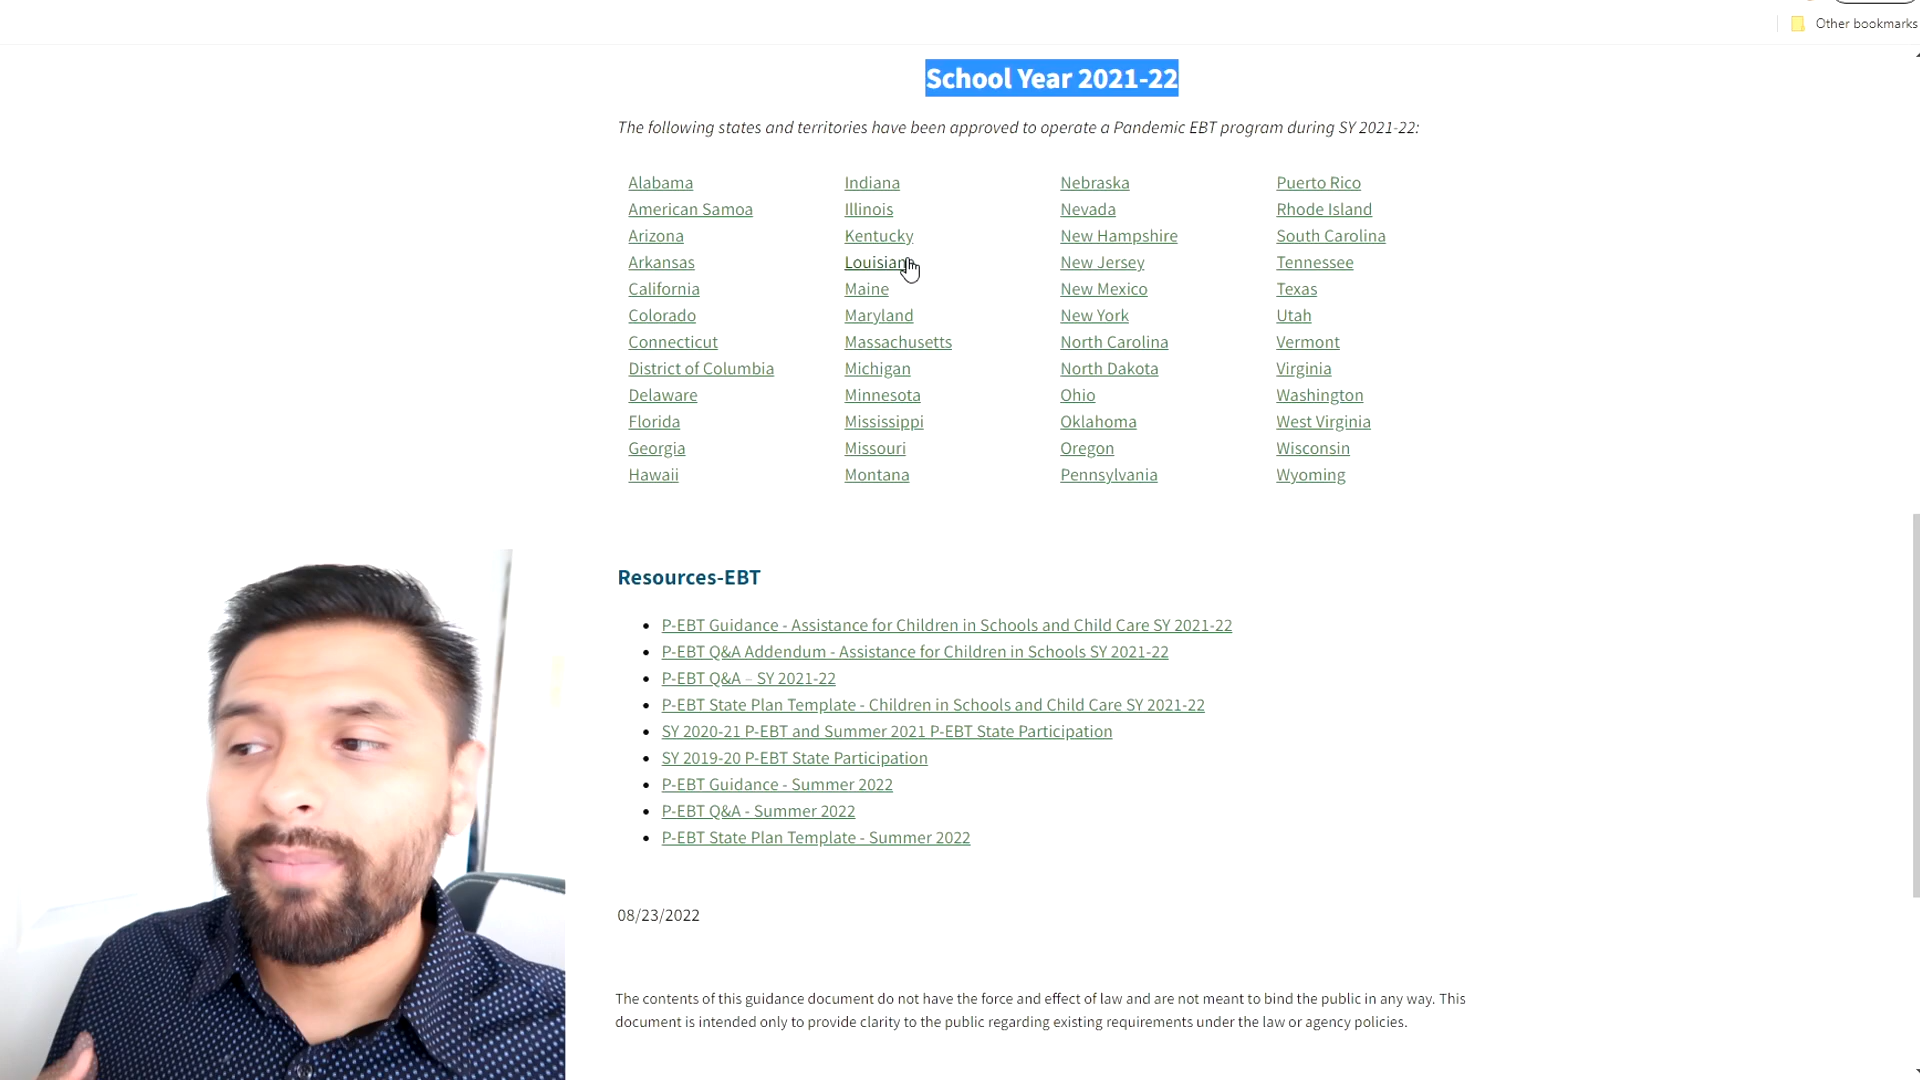 Other bookmarks
School Year 2021-22
The following states and territories have been approved to operate a Pandemic EBT program during SY 2021-22:
Alabama
American Samoa
Arizona
Arkansas
California
Colorado
Connecticut
District of Columbia
Delaware
Florida
Georgia
Hawaii
Indiana
Illinois
Kentucky
Louisiana
Maine
Maryland
Massachusetts
Michigan
Minnesota
Mississippi
Missouri
Montana
Nebraska
Nevada
New Hampshire
New Jersey
New Mexico
New York
North Carolina
North Dakota
Ohio
Oklahoma
Oregon
Pennsylvania
Puerto Rico
Rhode Island
South Carolina
Tennessee
Texas
Utah
Vermont
Virginia
Washington
West Virginia
Wisconsin
Wyoming
Resources-EBT
P-EBT Guidance - Assistance for Children in Schools and Child Care SY 2021-22
P-EBT Q&A Addendum - Assistance for Children in Schools SY 2021-22
P-EBT Q&A – SY 2021-22
P-EBT State Plan Template - Children in Schools and Child Care SY 2021-22
SY 2020-21 P-EBT and Summer 2021 P-EBT State Participation
SY 2019-20 P-EBT State Participation
P-EBT Guidance - Summer 2022
P-EBT Q&A - Summer 2022
P-EBT State Plan Template - Summer 2022
08/23/2022
The contents of this guidance document do not have the force and effect of law and are not meant to bind the public in any way. This
document is intended only to provide clarity to the public regarding existing requirements under the law or agency policies.